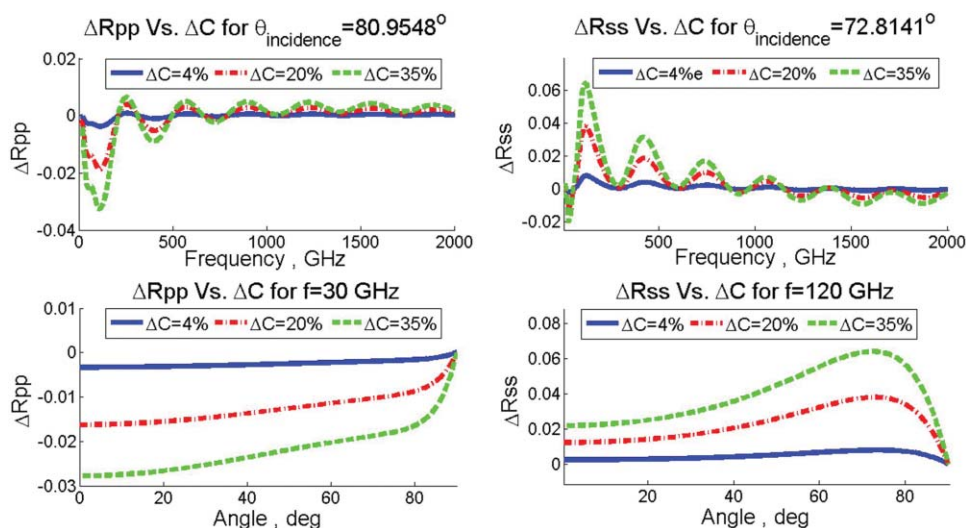 ΔRpp Vs. ΔC for θincidence=80.9548o
ΔC=4% ΔC=20% ΔC=35%
0.02
0
-0.02
-0.04
ΔRpp
0 500 1000 1500 2000
Frequency , GHz
ΔRss Vs. ΔC for θincidence=72.8141o
ΔC=4%e ΔC=20% ΔC=35%
0.06
0.04
0.02
0
-0.02
ΔRss
500 1000 1500 2000
Frequency , GHz
ΔRpp Vs. ΔC for f=30 GHz
ΔC=4% ΔC=20% ΔC=35%
0.01
0
-0.01
-0.02
-0.03
ΔRpp
0 20 40 60 80
Angle , deg
ΔRss Vs. ΔC for f=120 GHz
ΔC=4% ΔC=20% ΔC=35%
0.08
0.06
0.04
0.02
0
ΔRss
20 40 60 80
Angle , deg